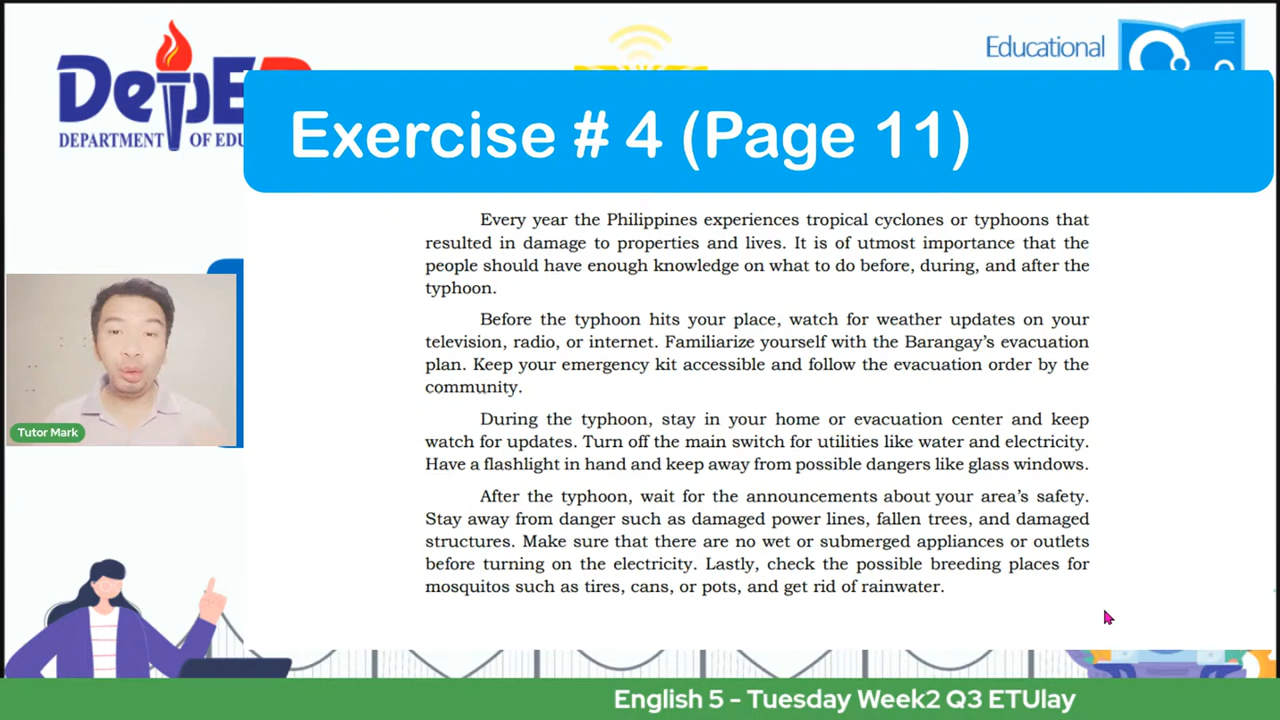 DepED
DEPARTMENT OF EDU
Educational
Exercise # 4 (Page 11)
Every year the Philippines experiences tropical cyclones or typhoons that
resulted in damage to properties and lives. It is of utmost importance that the
people should have enough knowledge on what to do before, during, and after the
typhoon.
Before the typhoon hits your place, watch for weather updates on your
television, radio, or internet. Familiarize yourself with the Barangay's evacuation
plan. Keep your emergency kit accessible and follow the evacuation order by the
community.
During the typhoon, stay in your home or evacuation center and keep
watch for updates. Turn off the main switch for utilities like water and electricity.
Have a flashlight in hand and keep away from possible dangers like glass windows.
After the typhoon, wait for the announcements about your area's safety.
Stay away from danger such as damaged power lines, fallen trees, and damaged
structures. Make sure that there are no wet or submerged appliances or outlets
before turning on the electricity. Lastly, check the possible breeding places for
mosquitos such as tires, cans, or pots, and get rid of rainwater.
Tutor Mark
English 5 - Tuesday Week2 Q3 ETUlay